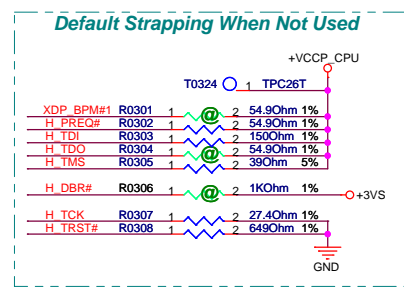 Default Strapping When Not Used
+VCCP_CPU
T0324 1 TPC26T
XDP_BPM#1 R0301 1 @ 2 54.9Ohm 1%
H_PREQ# R0302 1 2 54.9Ohm 1%
H_TDI R0303 1 2 150Ohm 1%
H_TDO R0304 1 @ 2 54.9Ohm 1%
H_TMS R0305 1 2 39Ohm 5%
H_DBR# R0306 1 @ 2 1KOhm 1% +3VS
H_TCK R0307 1 2 27.4Ohm 1%
H_TRST# R0308 1 2 649Ohm 1%
GND